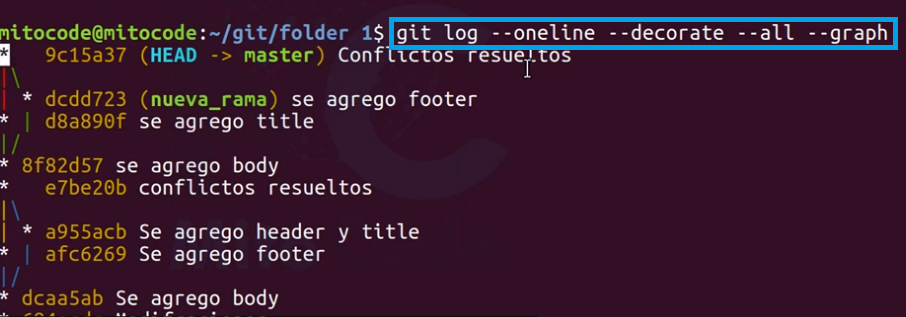 mitocode@mitocode:~/git/folder 1$ git log --oneline --decorate --all --graph
*   9c15a37 (HEAD -> master) Conflictos resueltos
|\
| * dcdd723 (nueva_rama) se agrego footer
* | d8a890f se agrego title
|/
* 8f82d57 se agrego body
*   e7be20b conflictos resueltos
|\
| * a955acb Se agrego header y title
* | afc6269 Se agrego footer
|/
* dcaa5ab Se agrego body
*